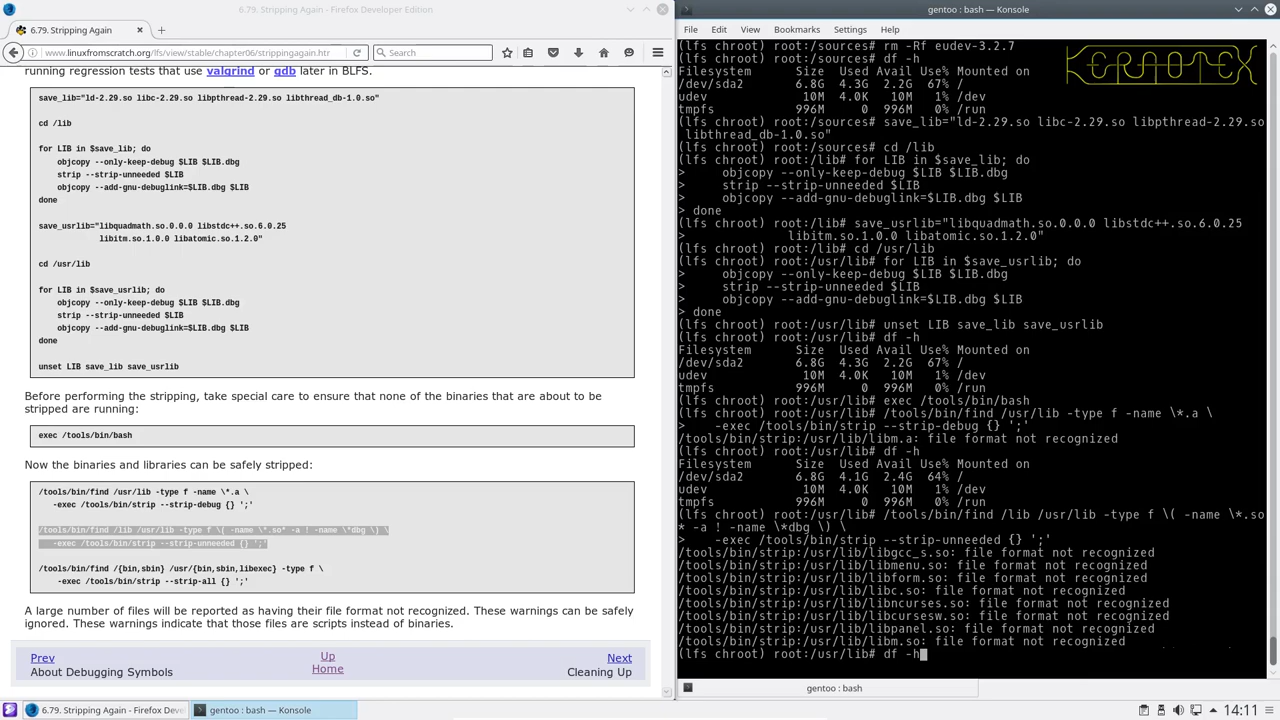 6.79. Stripping Again - Firefox Developer Edition
6.79. Stripping Again
www.linuxfromscratch.org/lfs/view/stable/chapter06/strippingagain.htr
Search
running regression tests that use valgrind or gdb later in BLFS.
save_lib="ld-2.29.so libc-2.29.so libpthread-2.29.so libthread_db-1.0.so"
cd /lib
for LIB in $save_lib; do
objcopy --only-keep-debug $LIB $LIB.dbg
strip --strip-unneeded $LIB
objcopy --add-gnu-debuglink=$LIB.dbg $LIB
done
save_usrlib="libquadmath.so.0.0.0 libstdc++.so.6.0.25
libitm.so.1.0.0 libatomic.so.1.2.0"
cd /usr/lib
for LIB in $save_usrlib; do
objcopy --only-keep-debug $LIB $LIB.dbg
strip --strip-unneeded $LIB
objcopy --add-gnu-debuglink=$LIB.dbg $LIB
done
unset LIB save_lib save_usrlib
Before performing the stripping, take special care to ensure that none of the binaries that are about to be
stripped are running:
exec /tools/bin/bash
Now the binaries and libraries can be safely stripped:
/tools/bin/find /usr/lib -type f -name \*.a \
-exec /tools/bin/strip --strip-debug {} ';'
/tools/bin/find /lib /usr/lib -type f \( -name \*.so* -a ! -name \*dbg \) \
-exec /tools/bin/strip --strip-unneeded {} ';'
/tools/bin/find /{bin,sbin} /usr/{bin,sbin,libexec} -type f \
-exec /tools/bin/strip --strip-all {} ';'
A large number of files will be reported as having their file format not recognized. These warnings can be safely
ignored. These warnings indicate that those files are scripts instead of binaries.
Prev Up Next
About Debugging Symbols Home Cleaning Up
gentoo : bash — Konsole
File Edit View Bookmarks Settings Help
(lfs chroot) root:/sources# rm -Rf eudev-3.2.7
(lfs chroot) root:/sources# df -h
Filesystem Size Used Avail Use% Mounted on
/dev/sda2 6.8G 4.3G 2.2G 67% /
udev 10M 4.0K 10M 1% /dev
tmpfs 996M 0 996M 0% /run
(lfs chroot) root:/sources# save_lib="ld-2.29.so libc-2.29.so libpthread-2.29.so
libthread_db-1.0.so"
(lfs chroot) root:/sources# cd /lib
(lfs chroot) root:/lib# for LIB in $save_lib; do
> objcopy --only-keep-debug $LIB $LIB.dbg
> strip --strip-unneeded $LIB
> objcopy --add-gnu-debuglink=$LIB.dbg $LIB
> done
(lfs chroot) root:/lib# save_usrlib="libquadmath.so.0.0.0 libstdc++.so.6.0.25
> libitm.so.1.0.0 libatomic.so.1.2.0"
(lfs chroot) root:/lib# cd /usr/lib
(lfs chroot) root:/usr/lib# for LIB in $save_usrlib; do
> objcopy --only-keep-debug $LIB $LIB.dbg
> strip --strip-unneeded $LIB
> objcopy --add-gnu-debuglink=$LIB.dbg $LIB
> done
(lfs chroot) root:/usr/lib# unset LIB save_lib save_usrlib
(lfs chroot) root:/usr/lib# df -h
Filesystem Size Used Avail Use% Mounted on
/dev/sda2 6.8G 4.3G 2.2G 67% /
udev 10M 4.0K 10M 1% /dev
tmpfs 996M 0 996M 0% /run
(lfs chroot) root:/usr/lib# exec /tools/bin/bash
(lfs chroot) root:/usr/lib# /tools/bin/find /usr/lib -type f -name \*.a \
> -exec /tools/bin/strip --strip-debug {} ';'
/tools/bin/strip:/usr/lib/libm.a: file format not recognized
(lfs chroot) root:/usr/lib# df -h
Filesystem Size Used Avail Use% Mounted on
/dev/sda2 6.8G 4.1G 2.4G 64% /
udev 10M 4.0K 10M 1% /dev
tmpfs 996M 0 996M 0% /run
(lfs chroot) root:/usr/lib# /tools/bin/find /lib /usr/lib -type f \( -name \*.so
* -a ! -name \*dbg \) \
> -exec /tools/bin/strip --strip-unneeded {} ';'
/tools/bin/strip:/usr/lib/libgcc_s.so: file format not recognized
/tools/bin/strip:/usr/lib/libmenu.so: file format not recognized
/tools/bin/strip:/usr/lib/libform.so: file format not recognized
/tools/bin/strip:/usr/lib/libc.so: file format not recognized
/tools/bin/strip:/usr/lib/libncurses.so: file format not recognized
/tools/bin/strip:/usr/lib/libcursesw.so: file format not recognized
/tools/bin/strip:/usr/lib/libpanel.so: file format not recognized
/tools/bin/strip:/usr/lib/libm.so: file format not recognized
(lfs chroot) root:/usr/lib# df -h
gentoo : bash
6.79. Stripping Again - Firefox Dev
gentoo : bash — Konsole
14:11